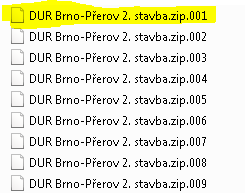 DUR Brno-Přerov 2. stavba.zip.001
DUR Brno-Přerov 2. stavba.zip.002
DUR Brno-Přerov 2. stavba.zip.003
DUR Brno-Přerov 2. stavba.zip.004
DUR Brno-Přerov 2. stavba.zip.005
DUR Brno-Přerov 2. stavba.zip.006
DUR Brno-Přerov 2. stavba.zip.007
DUR Brno-Přerov 2. stavba.zip.008
DUR Brno-Přerov 2. stavba.zip.009